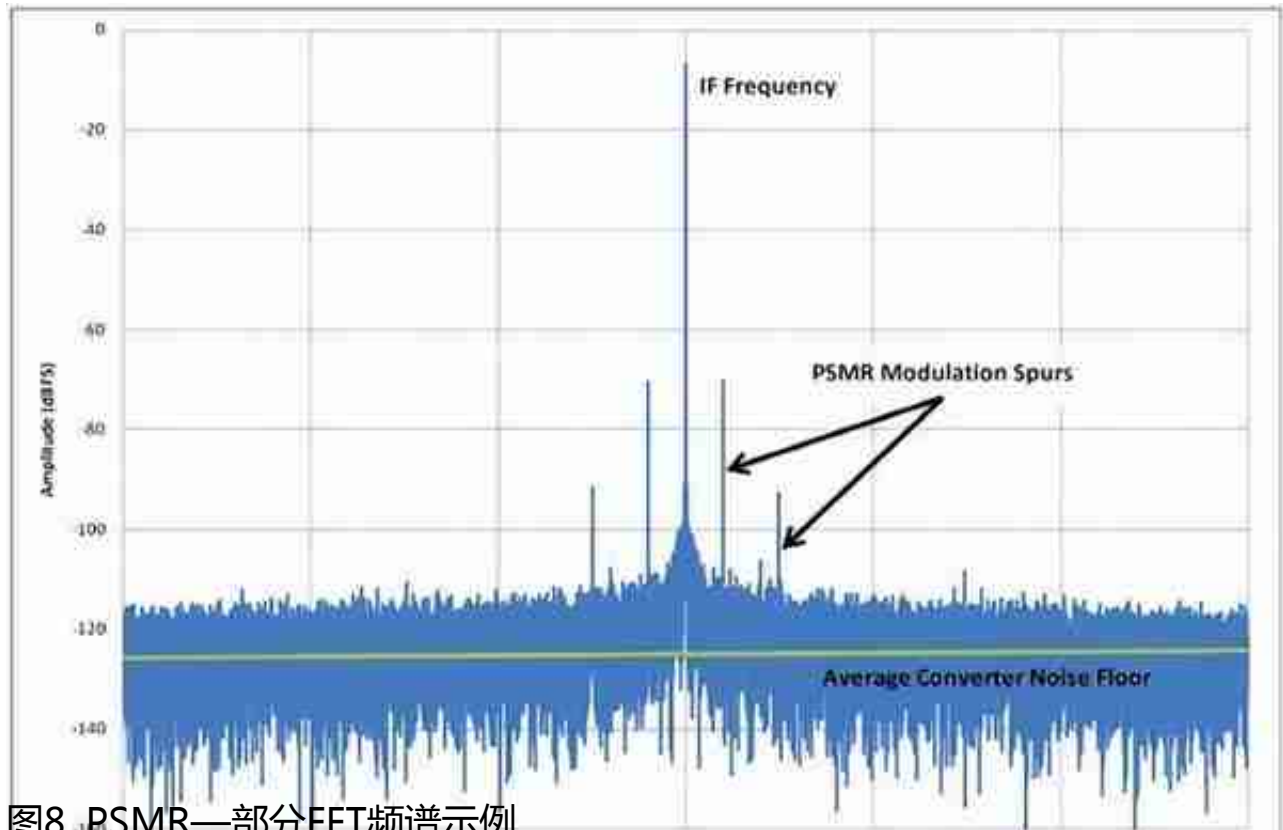 0
IF Frequency
-20
-40
-60
PSMR Modulation Spurs
-80
Amplitude (dBFS)
-100
-120
Average Converter Noise Floor
-140
图8. PSMR—部分FFT频谱示例